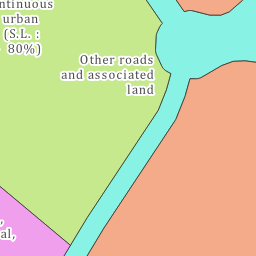 ntinuous
urban
(S.L. :
80%)
Other roads
and associated
land
al,